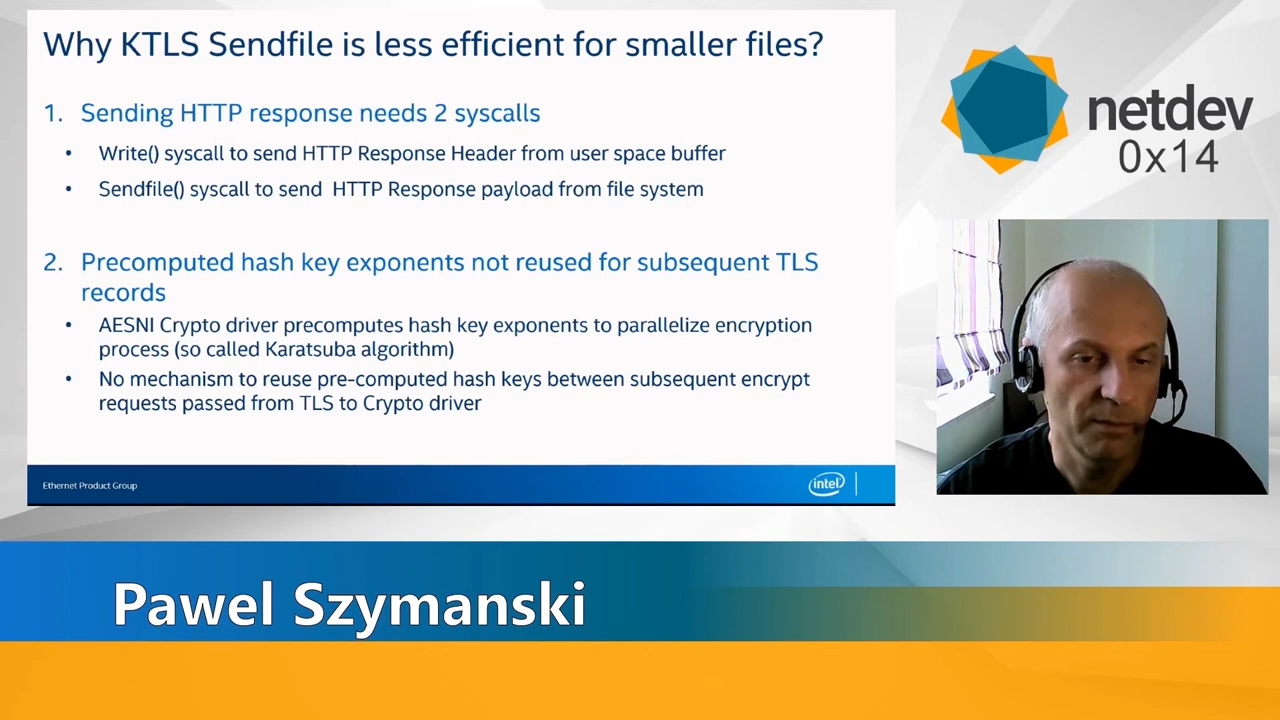 Why KTLS Sendfile is less efficient for smaller files?
1. Sending HTTP response needs 2 syscalls
• Write() syscall to send HTTP Response Header from user space buffer
• Sendfile() syscall to send HTTP Response payload from file system
2. Precomputed hash key exponents not reused for subsequent TLS
records
• AESNI Crypto driver precomputes hash key exponents to parallelize encryption
process (so called Karatsuba algorithm)
• No mechanism to reuse pre-computed hash keys between subsequent encrypt
requests passed from TLS to Crypto driver
Ethernet Product Group
intel
netdev
0x14
Pawel Szymanski